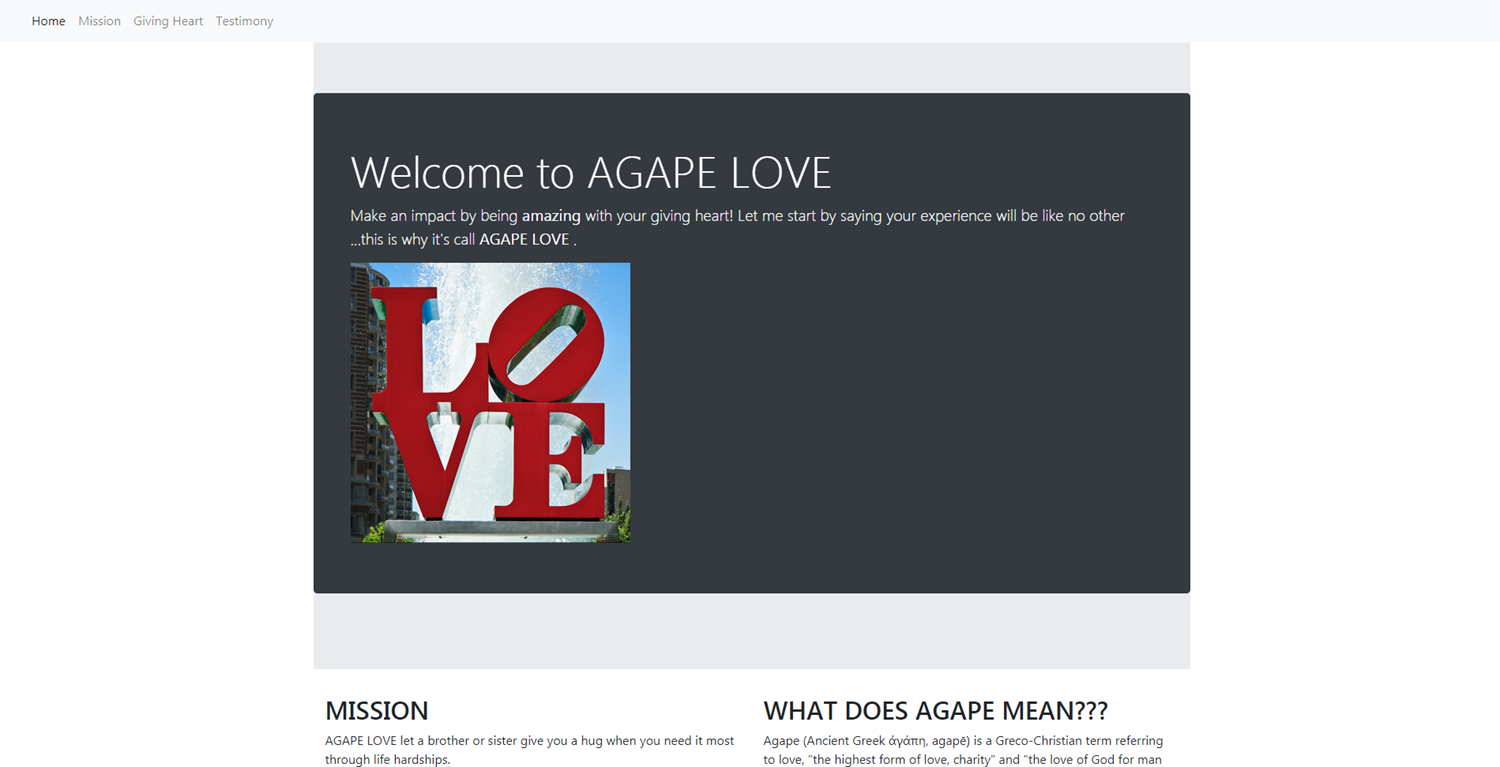 Home Mission Giving Heart Testimony
Welcome to AGAPE LOVE
Make an impact by being amazing with your giving heart! Let me start by saying your experience will be like no other
...this is why it's call AGAPE LOVE .
LOVE
MISSION
AGAPE LOVE let a brother or sister give you a hug when you need it most
through life hardships.
WHAT DOES AGAPE MEAN???
Agape (Ancient Greek ἀγάπη, agapē) is a Greco-Christian term referring
to love, "the highest form of love, charity" and "the love of God for man